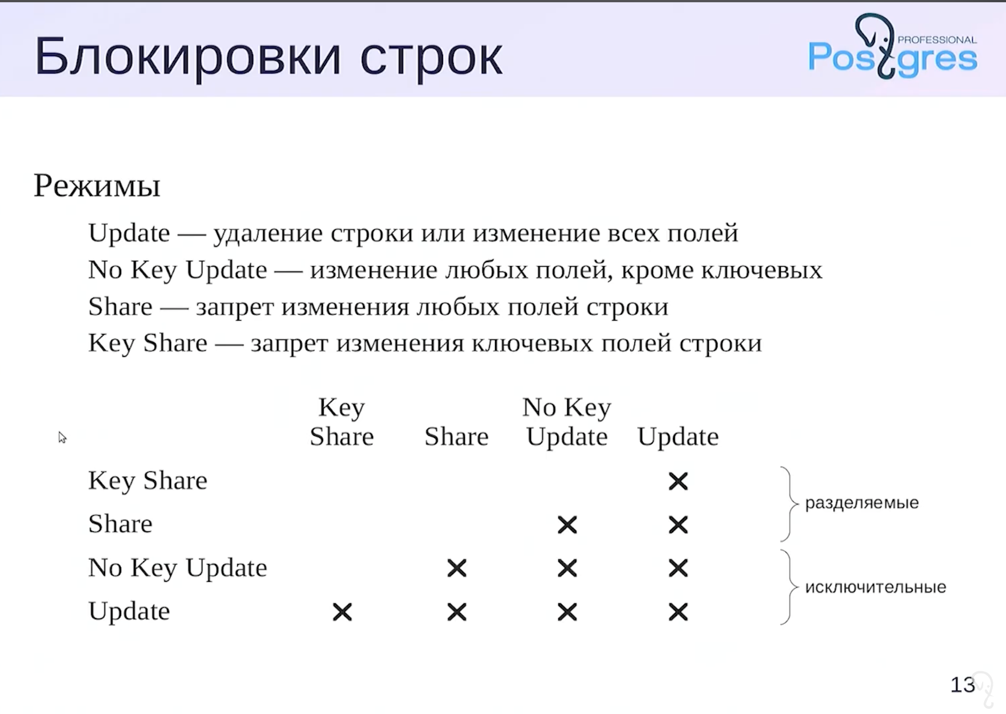 Блокировки строк
PROFESSIONAL
Postgres
Режимы
Update — удаление строки или изменение всех полей
No Key Update — изменение любых полей, кроме ключевых
Share — запрет изменения любых полей строки
Key Share — запрет изменения ключевых полей строки
Key No Key
Share Share Update Update
Key Share ✕
Share ✕ ✕
разделяемые
No Key Update ✕ ✕ ✕
Update ✕ ✕ ✕ ✕
исключительные
13